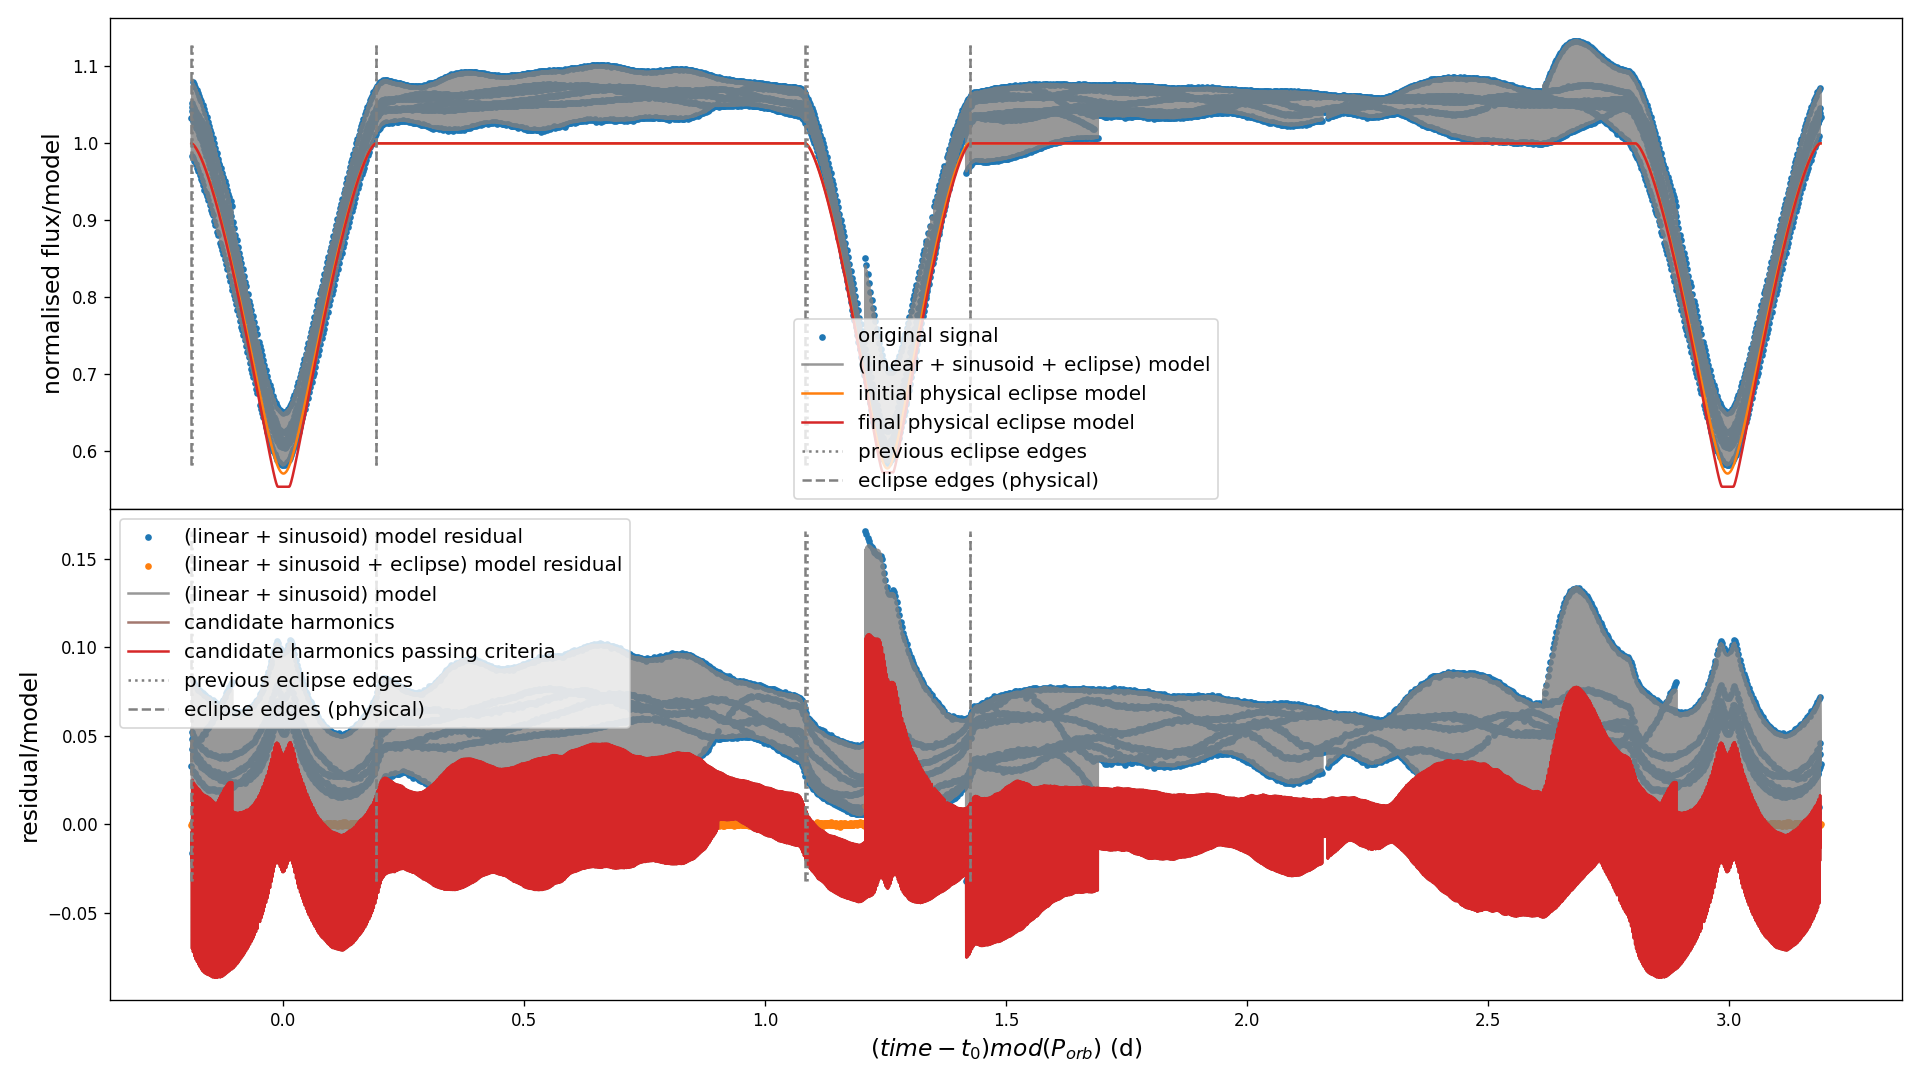 normalised flux/model
1.1
1.0
0.9
0.8
0.7
0.6
original signal
(linear + sinusoid + eclipse) model
initial physical eclipse model
final physical eclipse model
previous eclipse edges
eclipse edges (physical)
residual/model
0.15
0.10
0.05
0.00
−0.05
(linear + sinusoid) model residual
(linear + sinusoid + eclipse) model residual
(linear + sinusoid) model
candidate harmonics
candidate harmonics passing criteria
previous eclipse edges
eclipse edges (physical)
0.0 0.5 1.0 1.5 2.0 2.5 3.0
(time − t₀)mod(P_orb) (d)